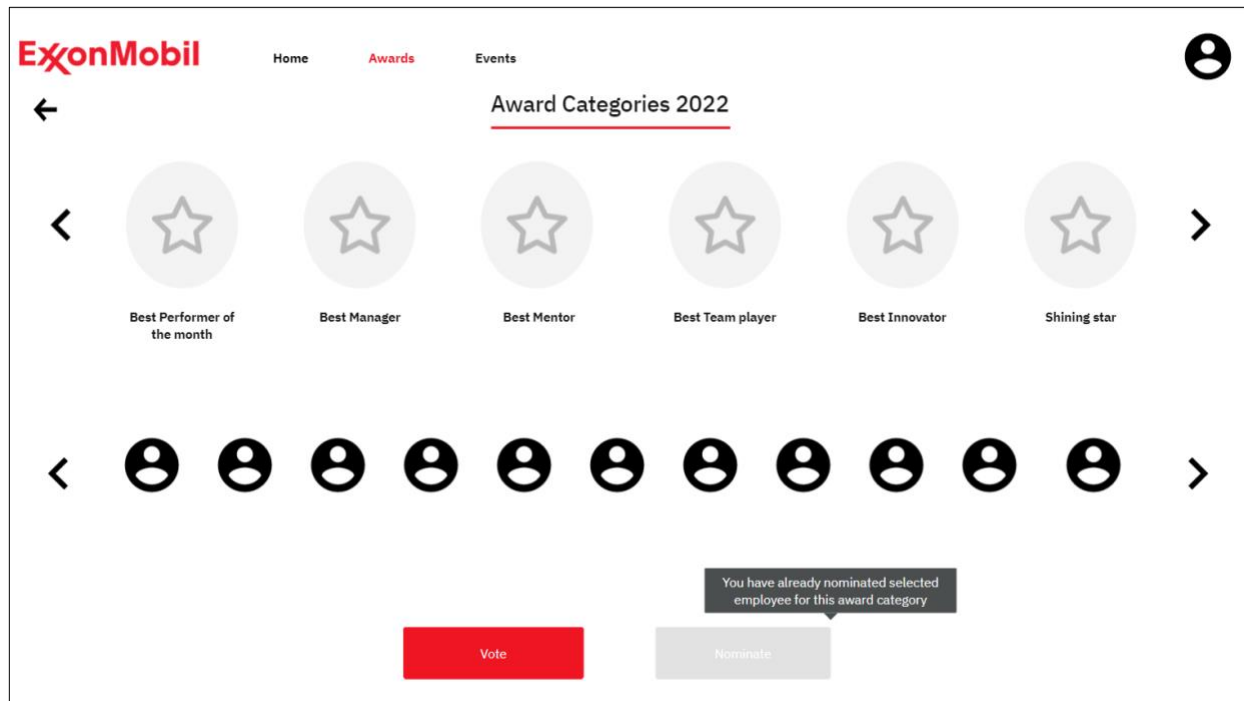 ExxonMobil
Home Awards Events
Award Categories 2022
Best Performer of
the month
Best Manager
Best Mentor
Best Team player
Best Innovator
Shining star
You have already nominated selected
employee for this award category
Vote
Nominate